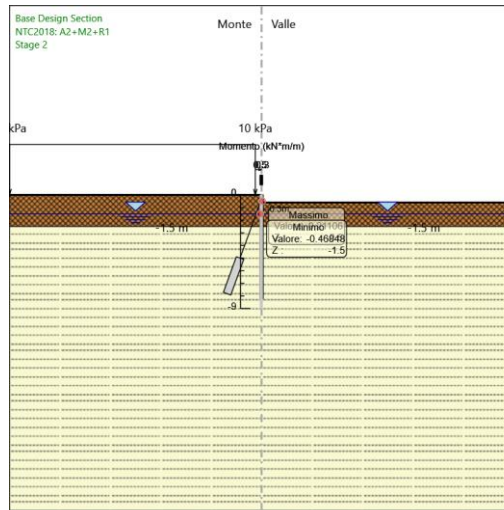 Base Design Section
NTC2018: A2+M2+R1
Stage 2
Monte
Valle
kPa
10 kPa
Momento (kN*m/m)
0
Massimo
Minimo
Valore: -0.46848
Z : -1.5
-1.5 m
-1.5 m
-9